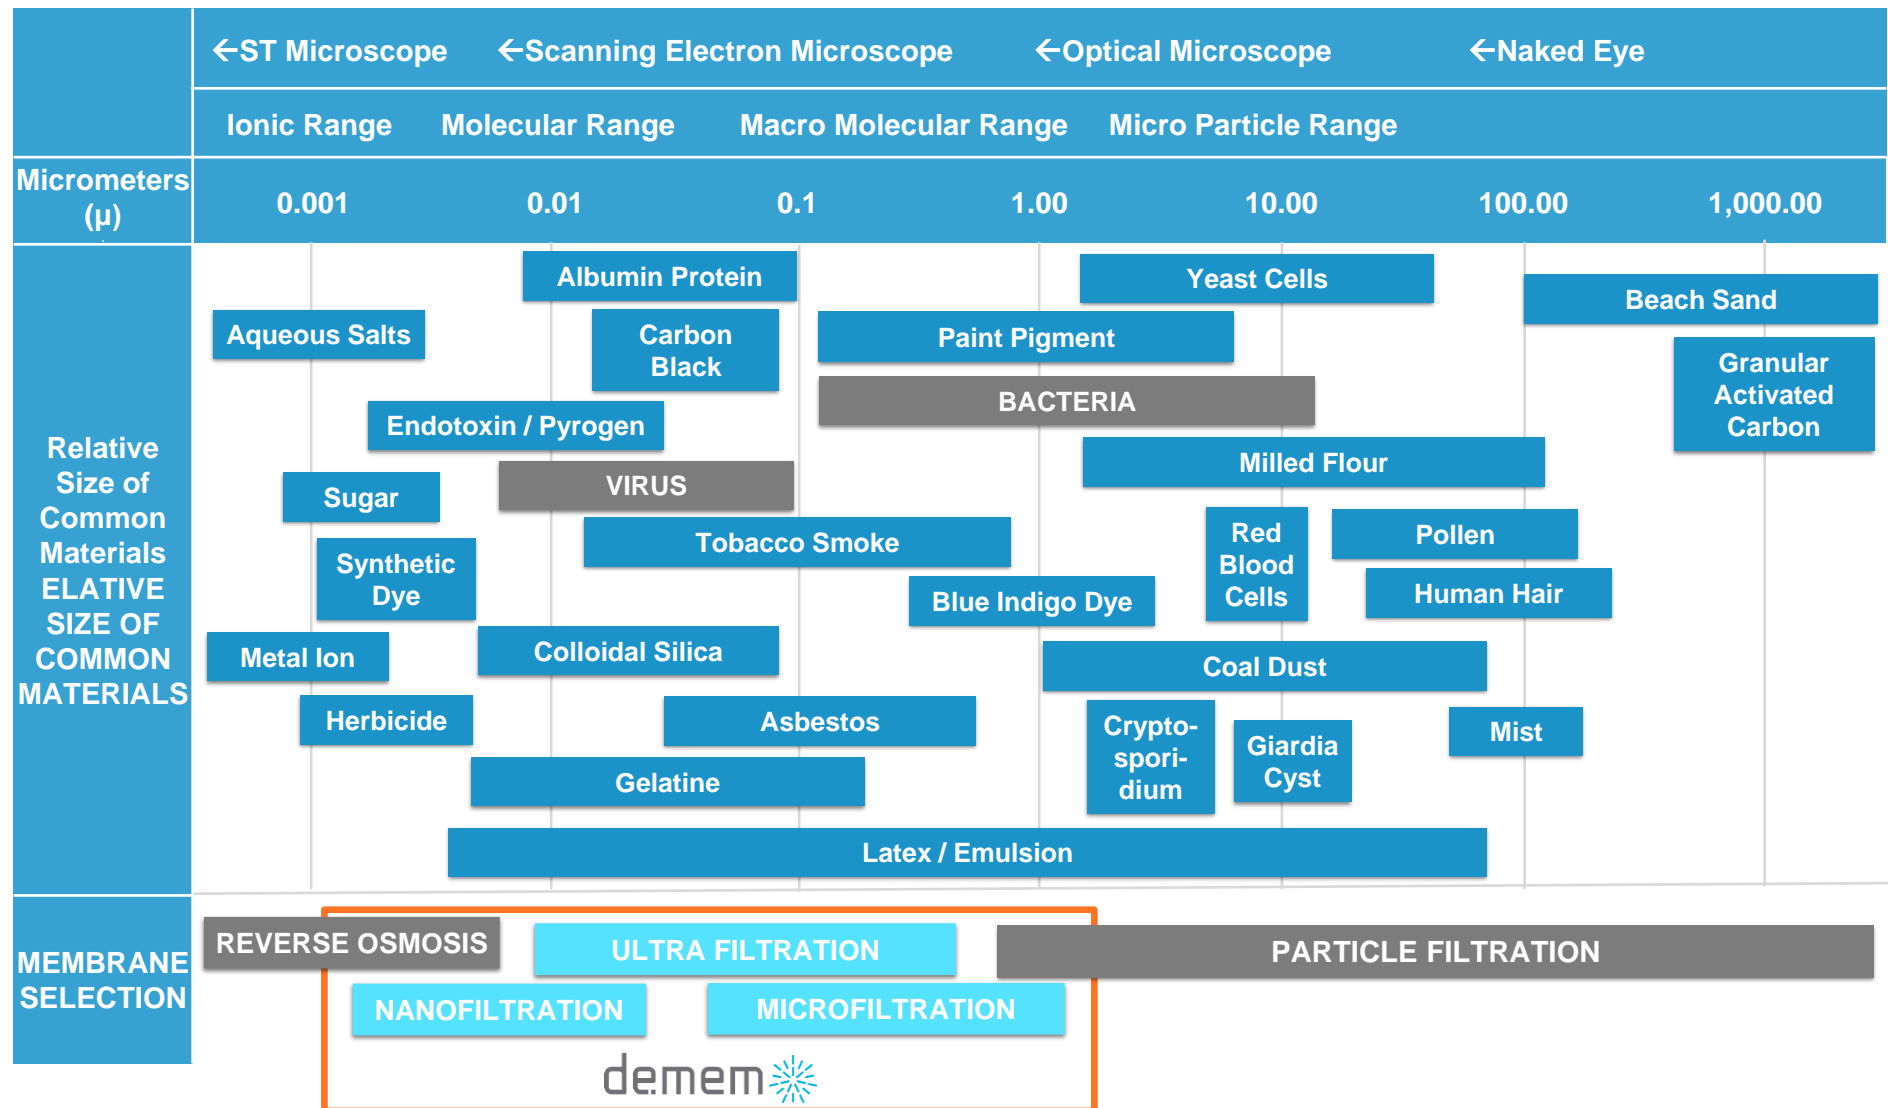 ←ST Microscope ←Scanning Electron Microscope ←Optical Microscope ←Naked Eye
Ionic Range Molecular Range Macro Molecular Range Micro Particle Range
Micrometers
(µ)
0.001 0.01 0.1 1.00 10.00 100.00 1,000.00
Relative
Size of
Common
Materials
ELATIVE
SIZE OF
COMMON
MATERIALS
Albumin Protein
Yeast Cells
Beach Sand
Aqueous Salts
Carbon
Black
Paint Pigment
Granular
Activated
Carbon
BACTERIA
Endotoxin / Pyrogen
Milled Flour
Sugar
VIRUS
Tobacco Smoke
Red
Blood
Cells
Pollen
Synthetic
Dye
Blue Indigo Dye
Human Hair
Metal Ion
Colloidal Silica
Coal Dust
Herbicide
Asbestos
Crypto-
spori-
dium
Giardia
Cyst
Mist
Gelatine
Latex / Emulsion
MEMBRANE
SELECTION
REVERSE OSMOSIS
ULTRA FILTRATION
PARTICLE FILTRATION
NANOFILTRATION
MICROFILTRATION
de.mem